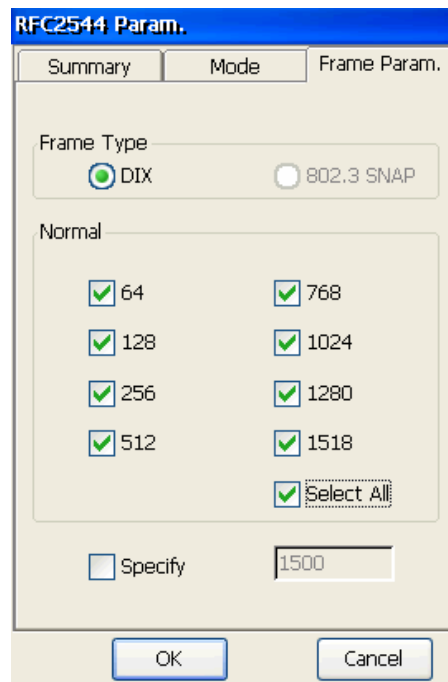 RFC2544 Param.
Summary Mode Frame Param.
Frame Type
DIX 802.3 SNAP
Normal
64 768
128 1024
256 1280
512 1518
Select All
Specify 1500
OK Cancel